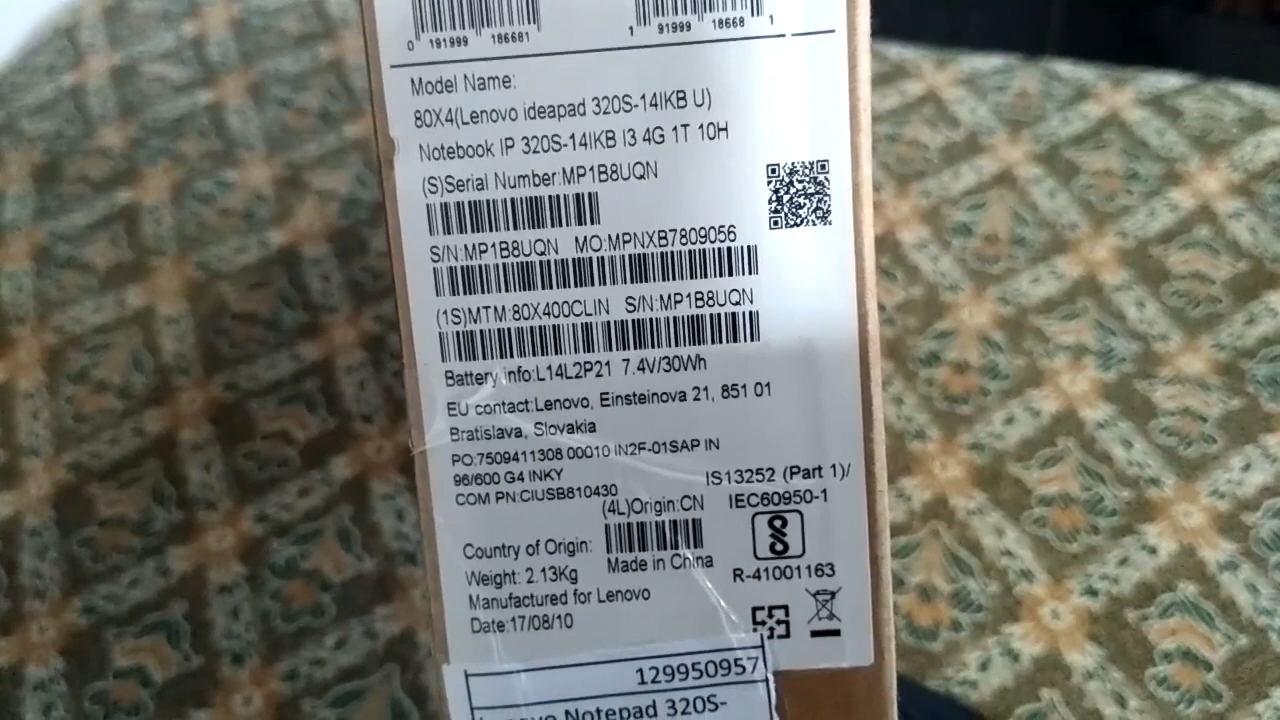 0 191999 186681
1 91999 18668 1
Model Name:
80X4(Lenovo ideapad 320S-14IKB U)
Notebook IP 320S-14IKB I3 4G 1T 10H
(S)Serial Number:MP1B8UQN
S/N:MP1B8UQN MO:MPNXB7809056
(1S)MTM:80X400CLIN S/N:MP1B8UQN
Battery info:L14L2P21 7.4V/30Wh
EU contact:Lenovo, Einsteinova 21, 851 01
Bratislava, Slovakia
PO:7509411308 00010 IN2F-01SAP IN
96/600 G4 INKY
COM PN:CIUSB810430
IS13252 (Part 1)/
IEC60950-1
R-41001163
(4L)Origin:CN
Country of Origin:
Made in China
Weight: 2.13Kg
Manufactured for Lenovo
Date:17/08/10
129950957
Notepad 320S-